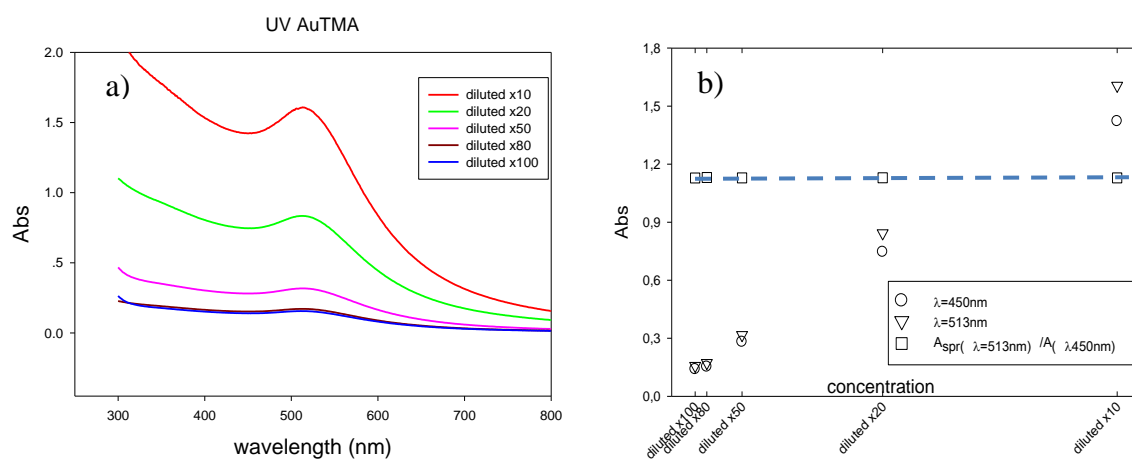 UV AuTMA
a)
2.0
1.5
1.0
0.5
0.0
Abs
300
400
500
600
700
800
wavelength (nm)
diluted x10
diluted x20
diluted x50
diluted x80
diluted x100
b)
1,8
1,5
1,2
0,9
0,6
0,3
0,0
Abs
λ=450nm
λ=513nm
Aspr( λ=513nm) /A( λ450nm)
concentration
diluted x100
diluted x80
diluted x50
diluted x20
diluted x10